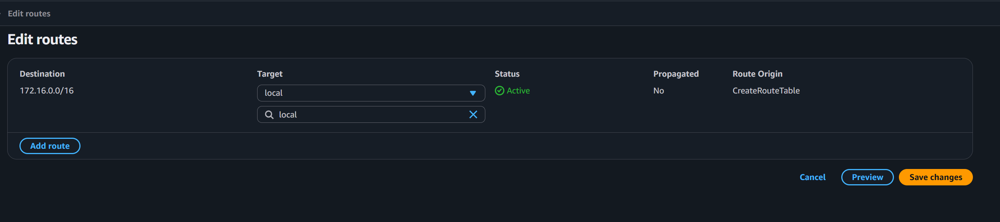 Edit routes
Edit routes
Destination Target Status Propagated Route Origin
172.16.0.0/16 local Active No CreateRouteTable
local
Add route
Cancel Preview Save changes